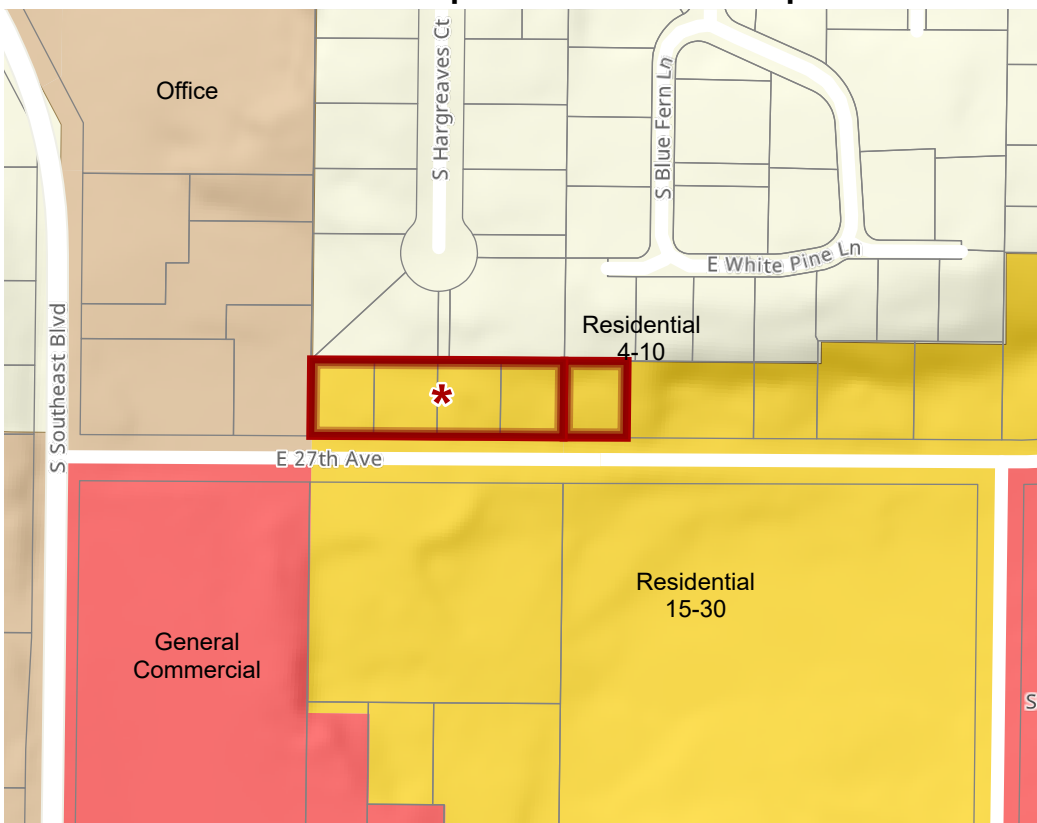 Office
S Hargreaves Ct
S Blue Fern Ln
E White Pine Ln
Residential
4-10
*
S Southeast Blvd
E 27th Ave
Residential
15-30
General
Commercial
S